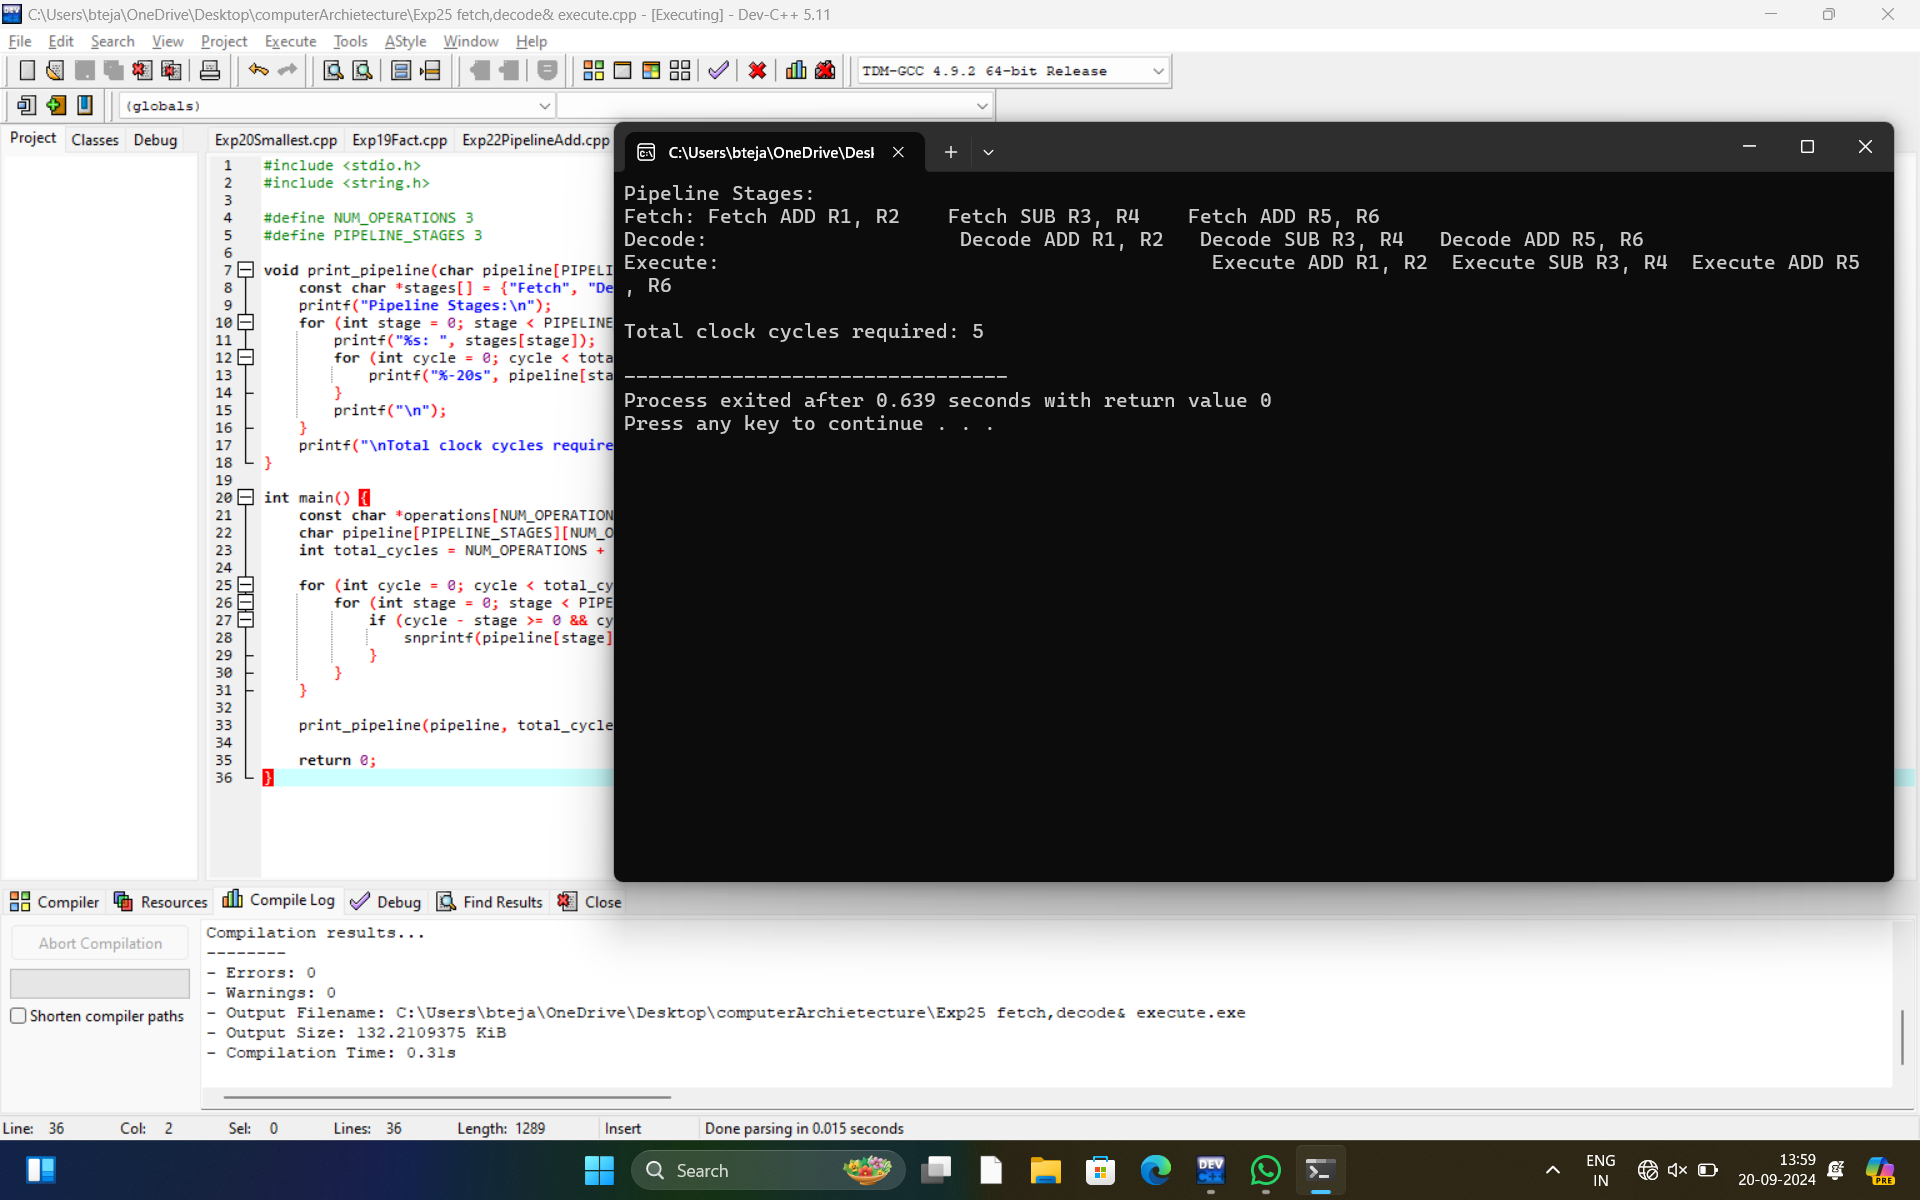 C:\Users\bteja\OneDrive\Desktop\computerArchietecture\Exp25 fetch,decode& execute.cpp - [Executing] - Dev-C++ 5.11
File Edit Search View Project Execute Tools AStyle Window Help
TDM-GCC 4.9.2 64-bit Release
(globals)
Project Classes Debug
Exp20Smallest.cpp Exp19Fact.cpp Exp22PipelineAdd.cpp
1 #include <stdio.h>
2 #include <string.h>
3
4 #define NUM_OPERATIONS 3
5 #define PIPELINE_STAGES 3
6
7 void print_pipeline(char pipeline[PIPELI
8 const char *stages[] = {"Fetch", "De
9 printf("Pipeline Stages:\n");
10 for (int stage = 0; stage < PIPELINE
11 printf("%s: ", stages[stage]);
12 for (int cycle = 0; cycle < tota
13 printf("%-20s", pipeline[sta
14 }
15 printf("\n");
16 }
17 printf("\nTotal clock cycles require
18 }
19
20 int main() {
21 const char *operations[NUM_OPERATION
22 char pipeline[PIPELINE_STAGES][NUM_O
23 int total_cycles = NUM_OPERATIONS +
24
25 for (int cycle = 0; cycle < total_cy
26 for (int stage = 0; stage < PIPE
27 if (cycle - stage >= 0 && cy
28 snprintf(pipeline[stage]
29 }
30 }
31 }
32
33 print_pipeline(pipeline, total_cycle
34
35 return 0;
36 }
C:\Users\bteja\OneDrive\Desl
Pipeline Stages:
Fetch: Fetch ADD R1, R2 Fetch SUB R3, R4 Fetch ADD R5, R6
Decode: Decode ADD R1, R2 Decode SUB R3, R4 Decode ADD R5, R6
Execute: Execute ADD R1, R2 Execute SUB R3, R4 Execute ADD R5
, R6
Total clock cycles required: 5
--------------------------------
Process exited after 0.639 seconds with return value 0
Press any key to continue . . .
Compiler Resources Compile Log Debug Find Results Close
Abort Compilation
Shorten compiler paths
Compilation results...
--------
- Errors: 0
- Warnings: 0
- Output Filename: C:\Users\bteja\OneDrive\Desktop\computerArchietecture\Exp25 fetch,decode& execute.exe
- Output Size: 132.2109375 KiB
- Compilation Time: 0.31s
Line: 36 Col: 2 Sel: 0 Lines: 36 Length: 1289 Insert Done parsing in 0.015 seconds
Search
DEV
ENG
IN
13:59
20-09-2024
PRE